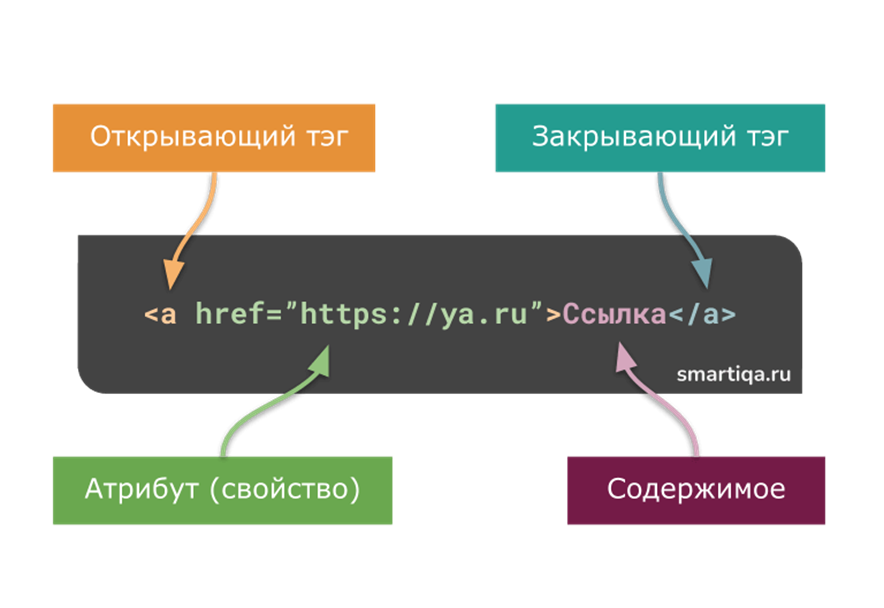 Открывающий тэг
Закрывающий тэг
<a href=”https://ya.ru”>Ссылка</a>
smartiqa.ru
Атрибут (свойство)
Содержимое